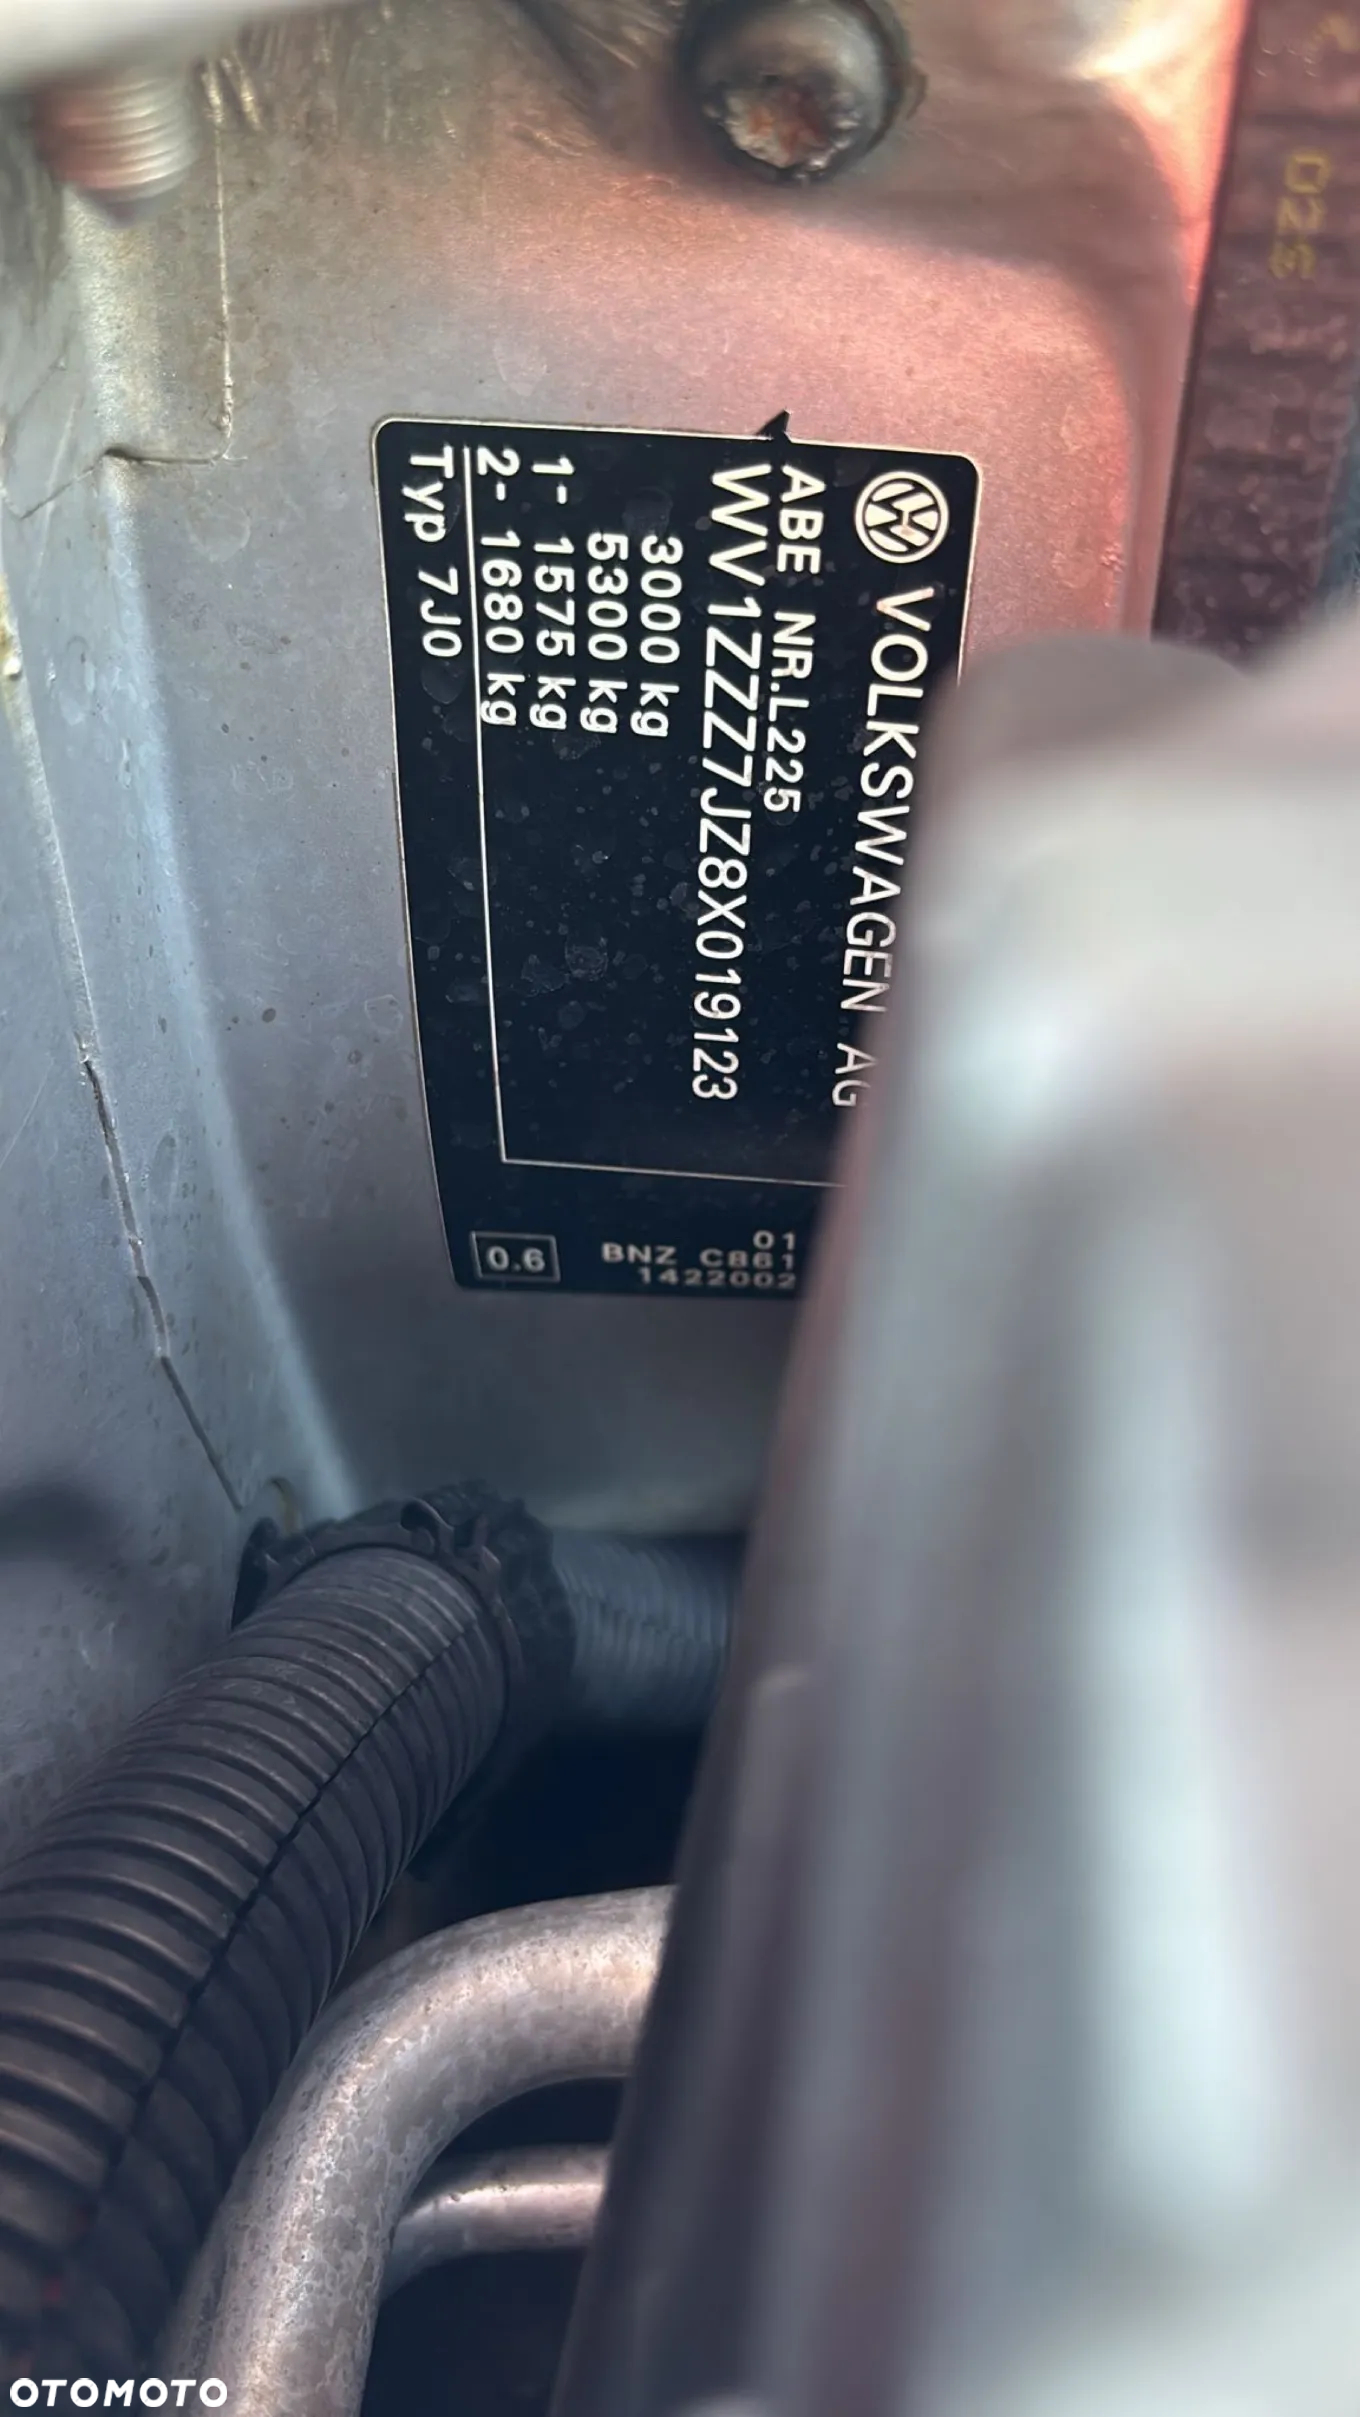 VOLKSWAGEN AG
ABE NR.L225
WV1ZZZ7JZ8X019123
3000 kg
5300 kg
1- 1575 kg
2- 1680 kg
Typ 7J0
01
BNZ C861
1422002
0.6
OTOMOTO